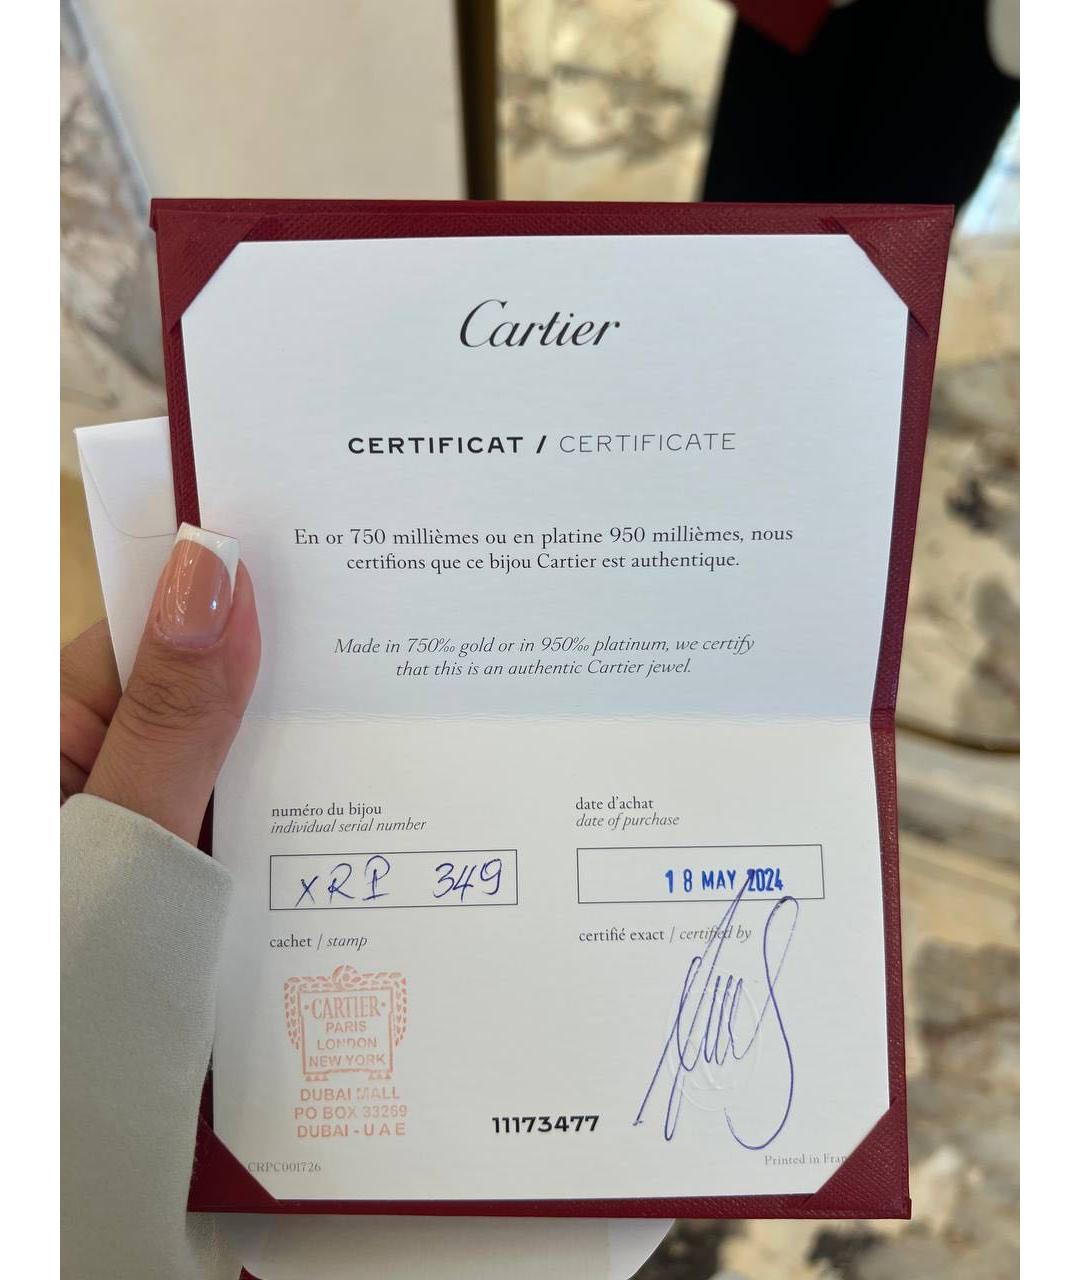 Cartier
CERTIFICAT / CERTIFICATE
En or 750 millièmes ou en platine 950 millièmes, nous
certifions que ce bijou Cartier est authentique.
Made in 750‰ gold or in 950‰ platinum, we certify
that this is an authentic Cartier jewel.
numéro du bijou
individual serial number
XRI 349
date d'achat
date of purchase
18 MAY 2024
cachet / stamp
certifié exact / certified by
CARTIER
PARIS
LONDON
NEW YORK
DUBAI MALL
PO BOX 33269
DUBAI - U A E
11173477
CRPC001726
Printed in Fran